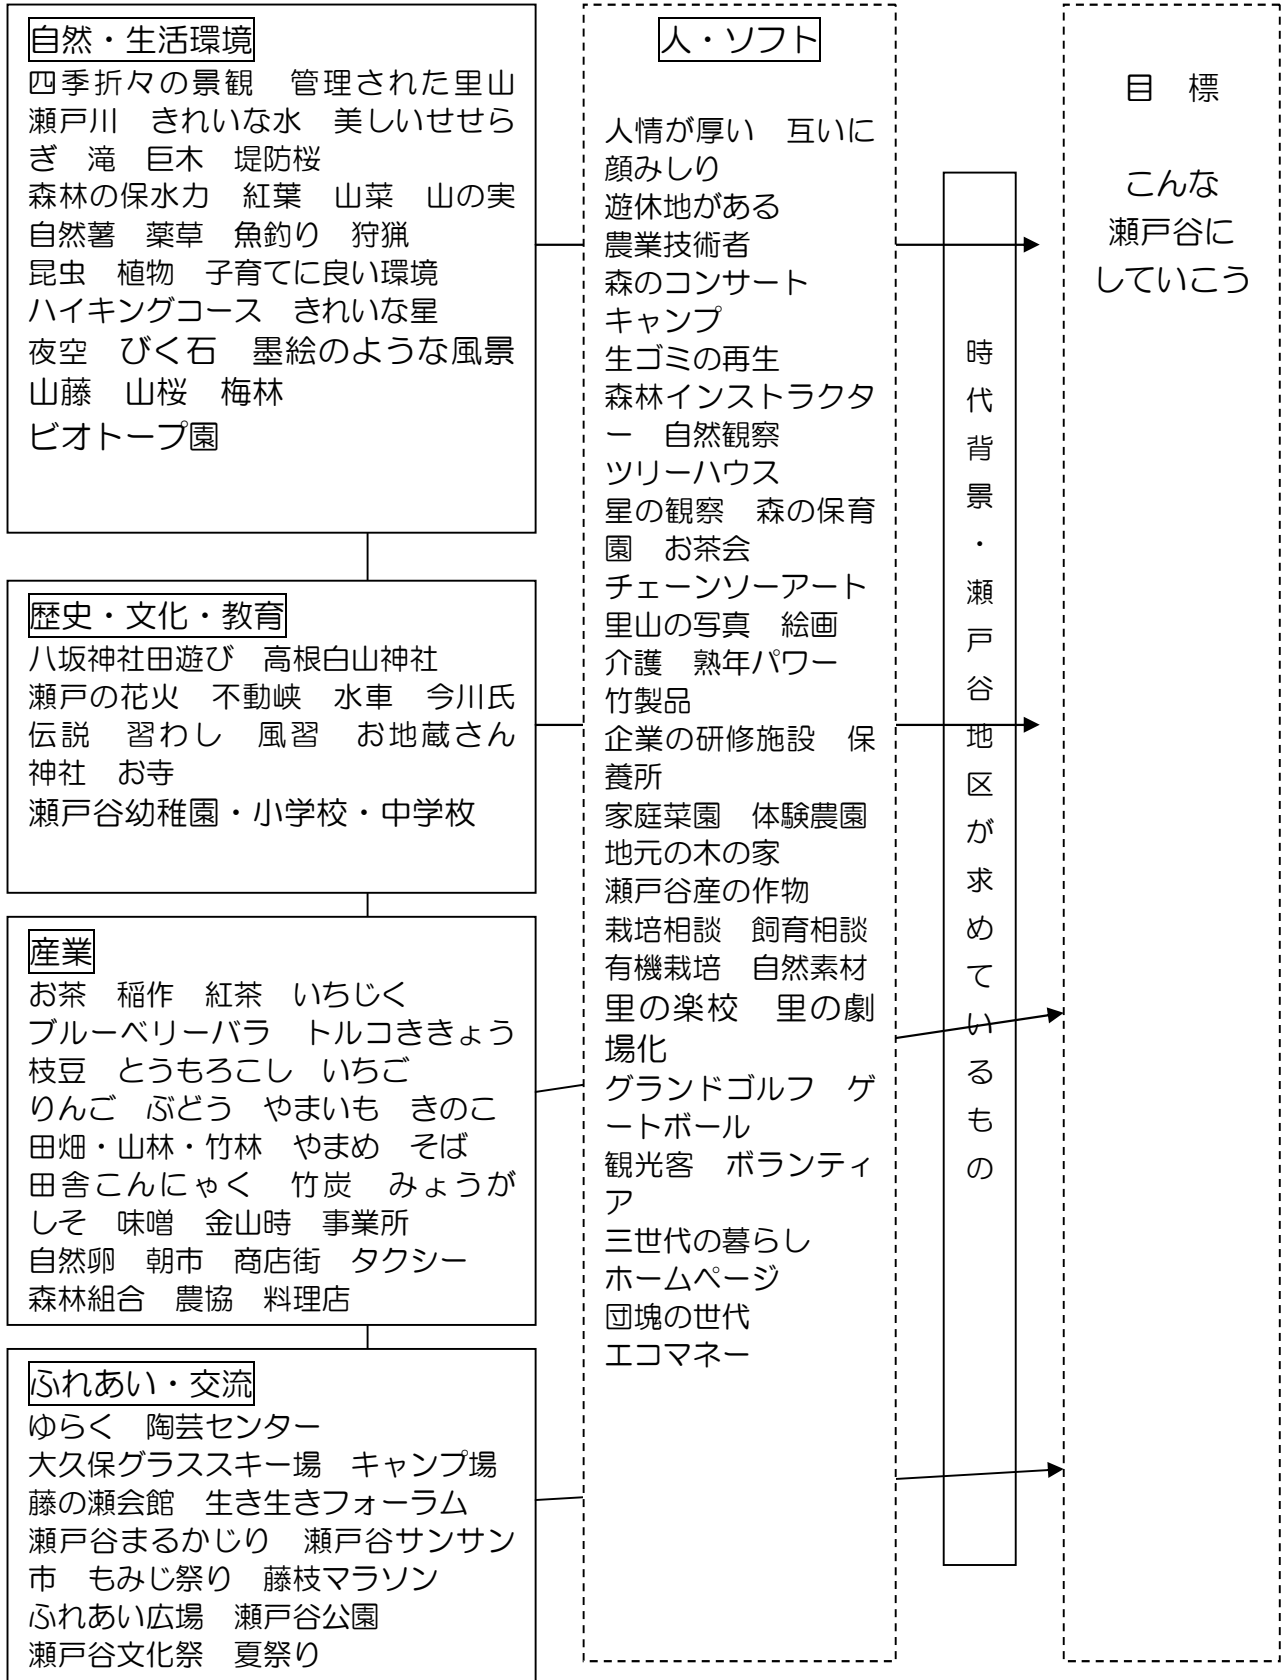 自然・生活環境
四季折々の景観　管理された里山
瀬戸川　きれいな水　美しいせせら
ぎ　滝　巨木　堤防桜
森林の保水力　紅葉　山菜　山の実
自然薯　薬草　魚釣り　狩猟
昆虫　植物　子育てに良い環境
ハイキングコース　きれいな星
夜空　びく石　墨絵のような風景
山藤　山桜　梅林
ビオトープ園
歴史・文化・教育
八坂神社田遊び　高根白山神社
瀬戸の花火　不動峡　水車　今川氏
伝説　習わし　風習　お地蔵さん
神社　お寺
瀬戸谷幼稚園・小学校・中学枚
産業
お茶　稲作　紅茶　いちじく
ブルーベリーバラ　トルコききょう
枝豆　とうもろこし　いちご
りんご　ぶどう　やまいも　きのこ
田畑・山林・竹林　やまめ　そば
田舎こんにゃく　竹炭　みょうが
しそ　味噌　金山時　事業所
自然卵　朝市　商店街　タクシー
森林組合　農協　料理店
ふれあい・交流
ゆらく　陶芸センター
大久保グラススキー場　キャンプ場
藤の瀬会館　生き生きフォーラム
瀬戸谷まるかじり　瀬戸谷サンサン
市　もみじ祭り　藤枝マラソン
ふれあい広場　瀬戸谷公園
瀬戸谷文化祭　夏祭り
人・ソフト
人情が厚い　互いに
顔みしり
遊休地がある
農業技術者
森のコンサート
キャンプ
生ゴミの再生
森林インストラクタ
ー　自然観察
ツリーハウス
星の観察　森の保育
園　お茶会
チェーンソーアート
里山の写真　絵画
介護　熟年パワー
竹製品
企業の研修施設　保
養所
家庭菜園　体験農園
地元の木の家
瀬戸谷産の作物
栽培相談　飼育相談
有機栽培　自然素材
里の楽校　里の劇
場化
グランドゴルフ　ゲ
ートボール
観光客　ボランティ
ア
三世代の暮らし
ホームページ
団塊の世代
エコマネー
時代背景・瀬戸谷地区が求めているもの
目　標
こんな
瀬戸谷に
していこう